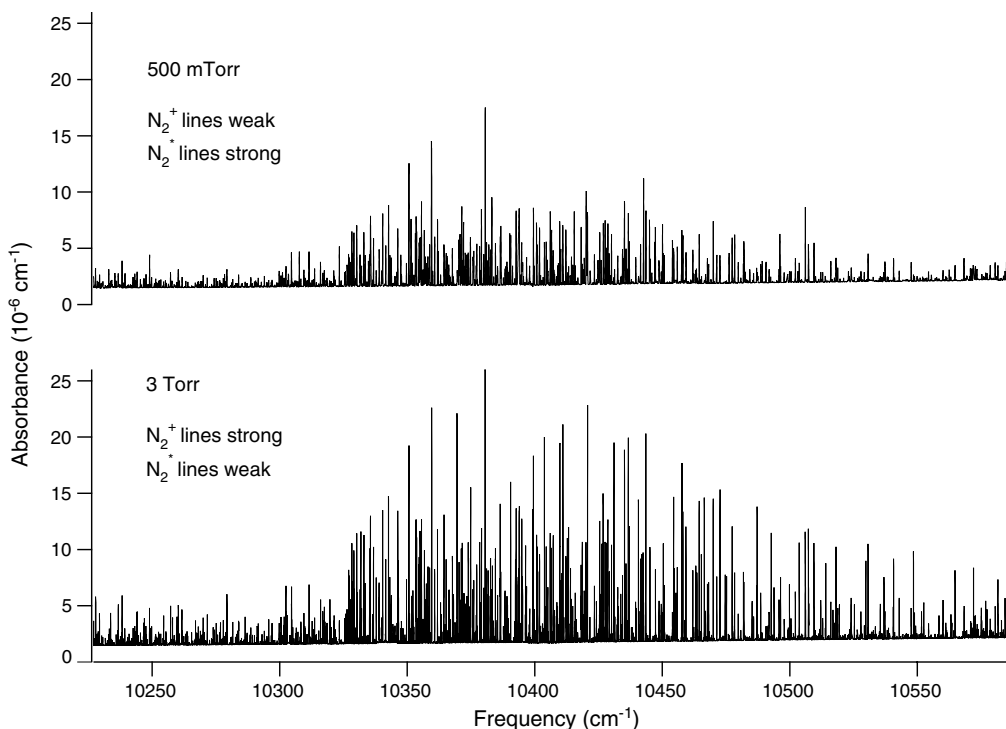 25
20
15
10
5
0
500 mTorr
N₂⁺ lines weak
N₂* lines strong
Absorbance (10⁻⁶ cm⁻¹)
25
20
15
10
5
0
3 Torr
N₂⁺ lines strong
N₂* lines weak
10250 10300 10350 10400 10450 10500 10550
Frequency (cm⁻¹)